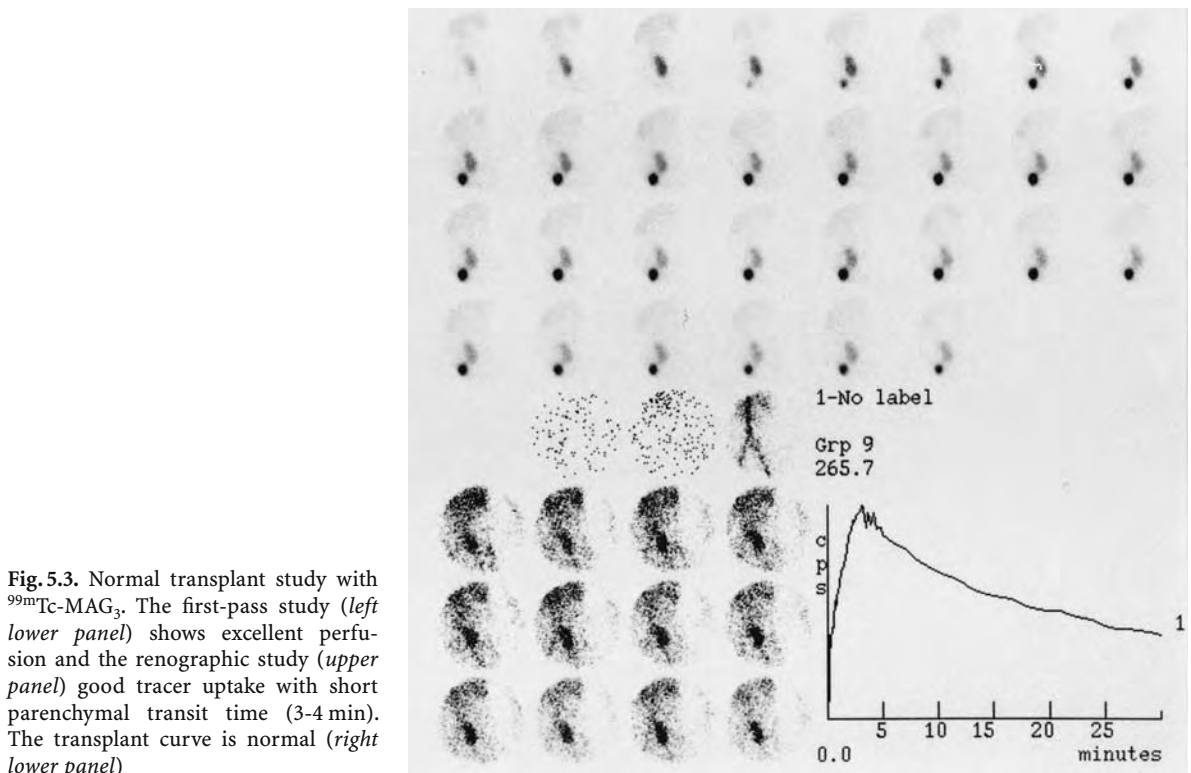 Fig. 5.3. Normal transplant study with
99mTc-MAG3. The first-pass study (left
lower panel) shows excellent perfu-
sion and the renographic study (upper
panel) good tracer uptake with short
parenchymal transit time (3-4 min).
The transplant curve is normal (right
lower panel)
1-No label
Grp 9
265.7
cps
1
5 10 15 20 25
0.0 minutes